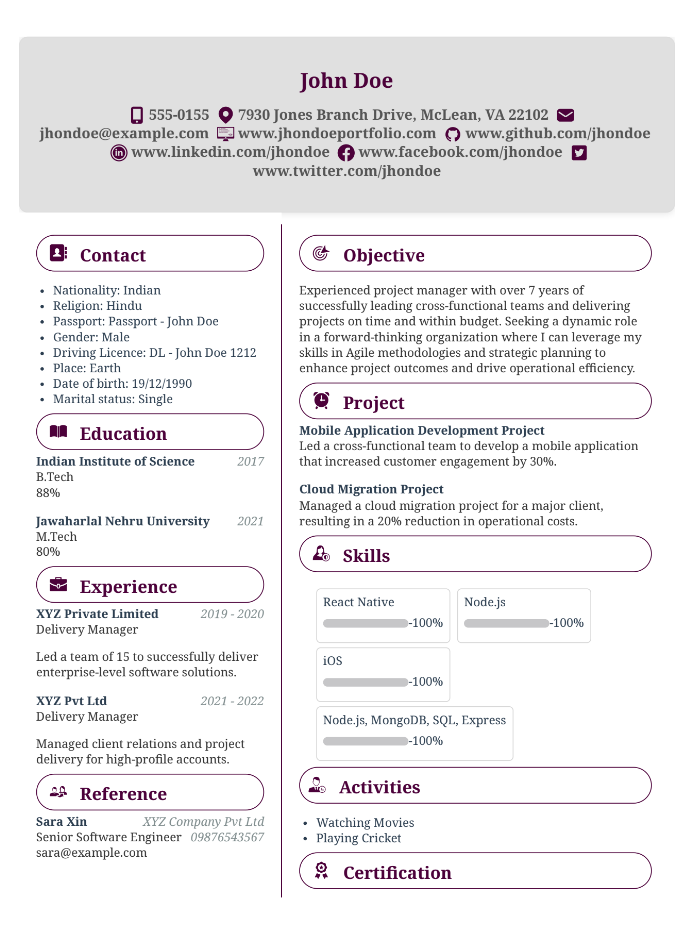 John Doe
555-0155 7930 Jones Branch Drive, McLean, VA 22102
jhondoe@example.com www.jhondoeportfolio.com www.github.com/jhondoe
www.linkedin.com/jhondoe www.facebook.com/jhondoe
www.twitter.com/jhondoe
Contact
• Nationality: Indian
• Religion: Hindu
• Passport: Passport - John Doe
• Gender: Male
• Driving Licence: DL - John Doe 1212
• Place: Earth
• Date of birth: 19/12/1990
• Marital status: Single
Education
Indian Institute of Science 2017
B.Tech
88%
Jawaharlal Nehru University 2021
M.Tech
80%
Experience
XYZ Private Limited 2019 - 2020
Delivery Manager
Led a team of 15 to successfully deliver
enterprise-level software solutions.
XYZ Pvt Ltd 2021 - 2022
Delivery Manager
Managed client relations and project
delivery for high-profile accounts.
Reference
Sara Xin XYZ Company Pvt Ltd
Senior Software Engineer 09876543567
sara@example.com
Objective
Experienced project manager with over 7 years of
successfully leading cross-functional teams and delivering
projects on time and within budget. Seeking a dynamic role
in a forward-thinking organization where I can leverage my
skills in Agile methodologies and strategic planning to
enhance project outcomes and drive operational efficiency.
Project
Mobile Application Development Project
Led a cross-functional team to develop a mobile application
that increased customer engagement by 30%.
Cloud Migration Project
Managed a cloud migration project for a major client,
resulting in a 20% reduction in operational costs.
Skills
React Native
-100%
Node.js
-100%
iOS
-100%
Node.js, MongoDB, SQL, Express
-100%
Activities
• Watching Movies
• Playing Cricket
Certification